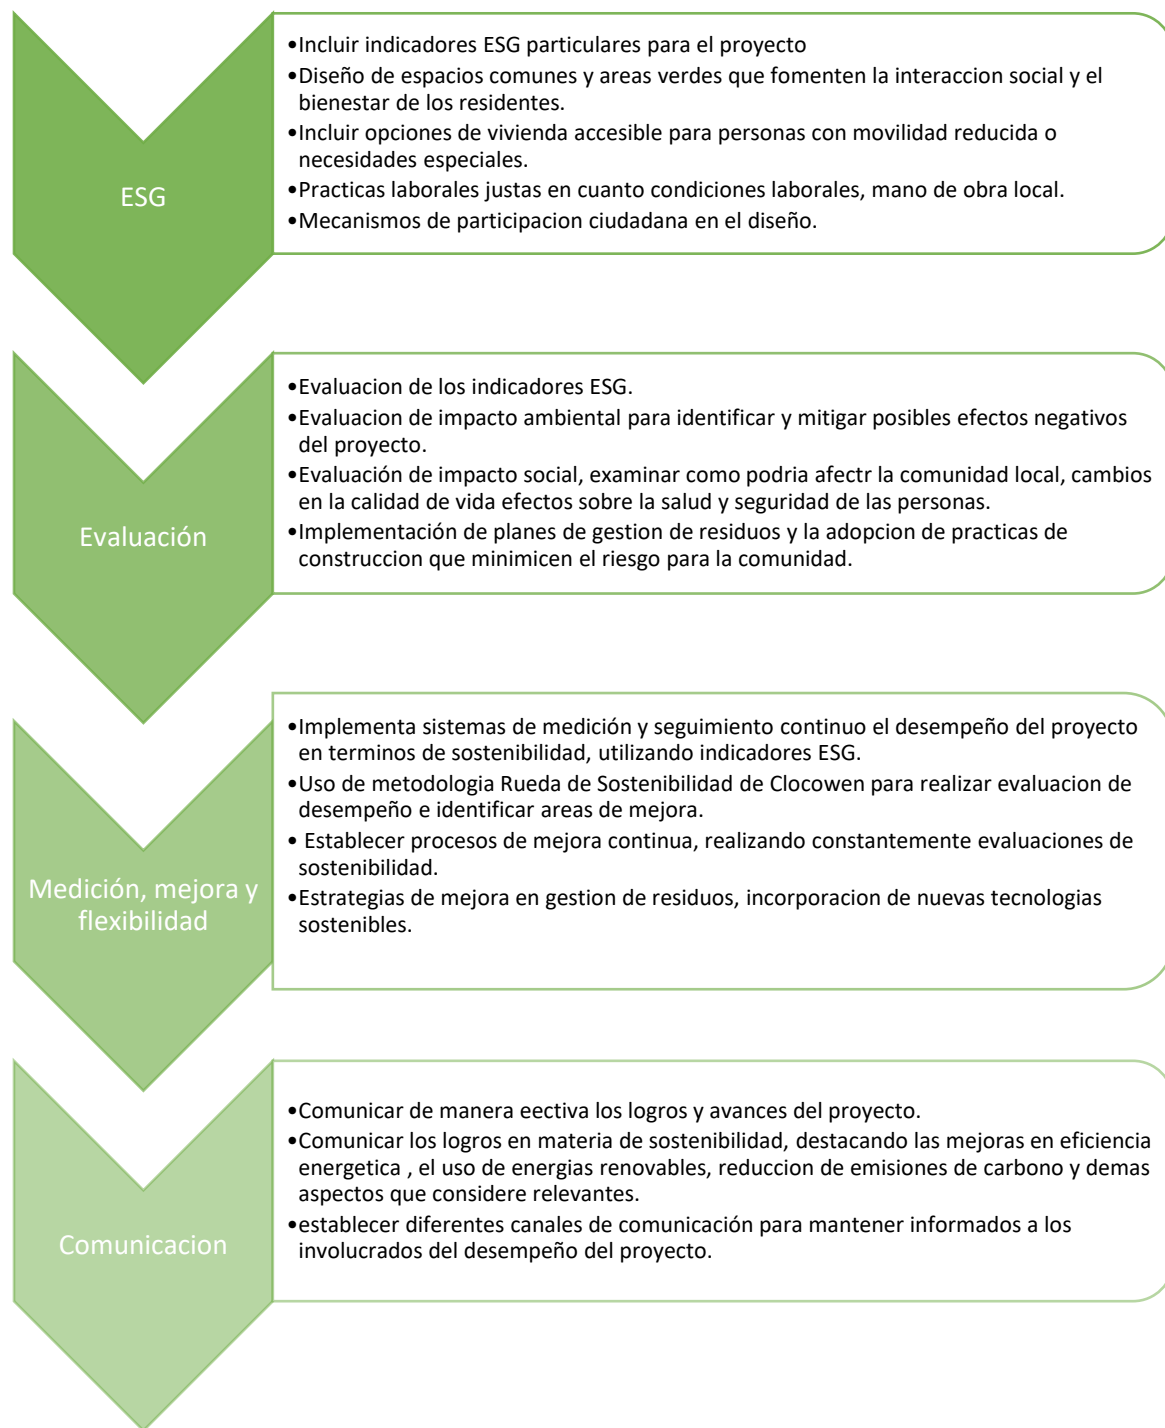 ESG
•Incluir indicadores ESG particulares para el proyecto
•Diseño de espacios comunes y areas verdes que fomenten la interaccion social y el
bienestar de los residentes.
•Incluir opciones de vivienda accesible para personas con movilidad reducida o
necesidades especiales.
•Practicas laborales justas en cuanto condiciones laborales, mano de obra local.
•Mecanismos de participacion ciudadana en el diseño.
Evaluación
•Evaluacion de los indicadores ESG.
•Evaluacion de impacto ambiental para identificar y mitigar posibles efectos negativos
del proyecto.
•Evaluación de impacto social, examinar como podria afectr la comunidad local, cambios
en la calidad de vida efectos sobre la salud y seguridad de las personas.
•Implementación de planes de gestion de residuos y la adopcion de practicas de
construccion que minimicen el riesgo para la comunidad.
Medición, mejora y
flexibilidad
•Implementa sistemas de medición y seguimiento continuo el desempeño del proyecto
en terminos de sostenibilidad, utilizando indicadores ESG.
•Uso de metodologia Rueda de Sostenibilidad de Clocowen para realizar evaluacion de
desempeño e identificar areas de mejora.
• Establecer procesos de mejora continua, realizando constantemente evaluaciones de
sostenibilidad.
•Estrategias de mejora en gestion de residuos, incorporacion de nuevas tecnologias
sostenibles.
Comunicacion
•Comunicar de manera eectiva los logros y avances del proyecto.
•Comunicar los logros en materia de sostenibilidad, destacando las mejoras en eficiencia
energetica , el uso de energias renovables, reduccion de emisiones de carbono y demas
aspectos que considere relevantes.
•establecer diferentes canales de comunicación para mantener informados a los
involucrados del desempeño del proyecto.